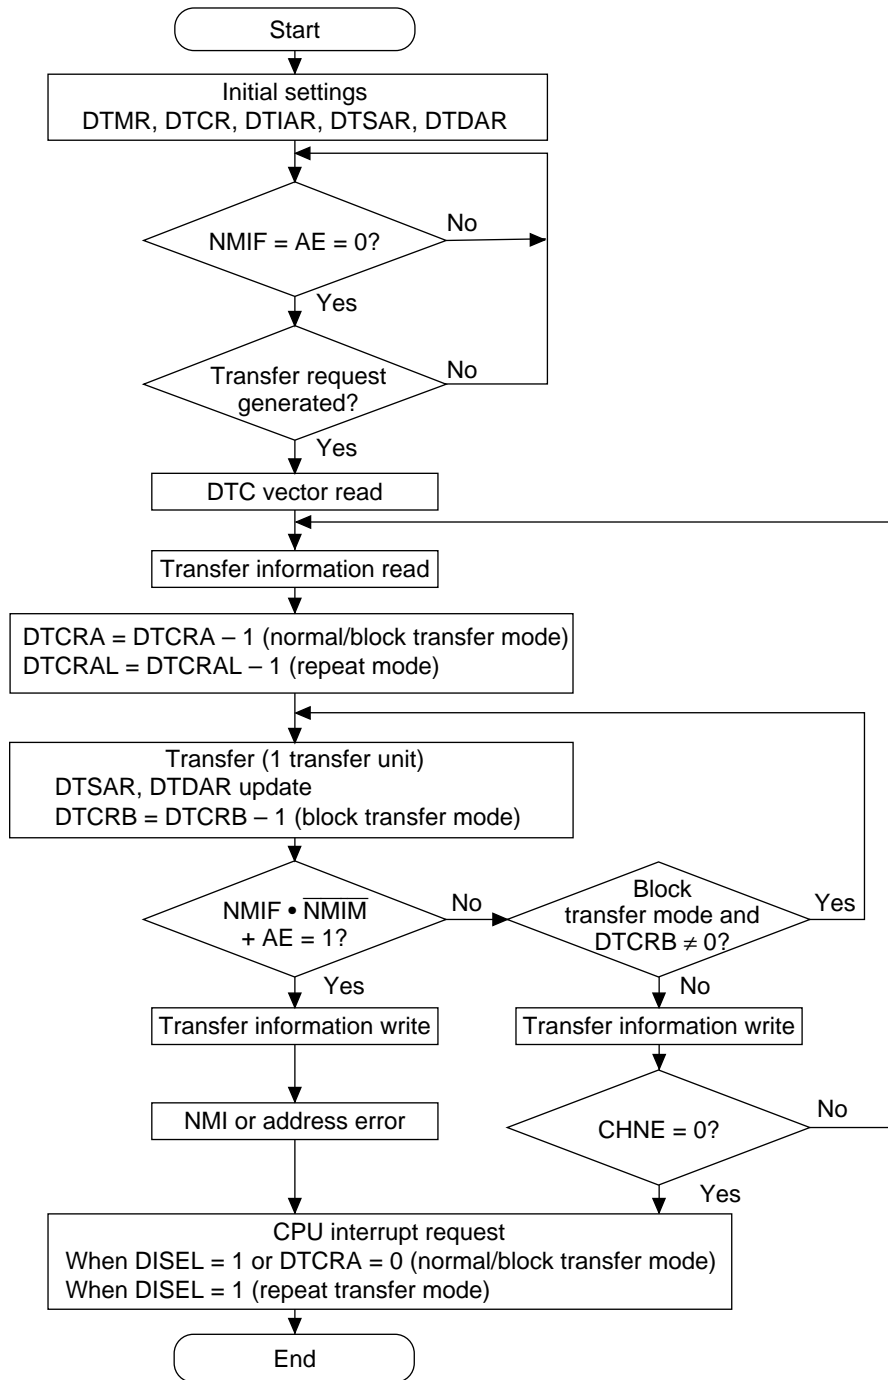 Start
Initial settings
DTMR, DTCR, DTIAR, DTSAR, DTDAR
NMIF = AE = 0?
No
Yes
Transfer request
generated?
No
Yes
DTC vector read
Transfer information read
DTCRA = DTCRA – 1 (normal/block transfer mode)
DTCRAL = DTCRAL – 1 (repeat mode)
Transfer (1 transfer unit)
DTSAR, DTDAR update
DTCRB = DTCRB – 1 (block transfer mode)
NMIF • N̅M̅I̅M̅
+ AE = 1?
No
Yes
Block
transfer mode and
DTCRB ≠ 0?
Yes
No
Transfer information write
Transfer information write
NMI or address error
CHNE = 0?
No
Yes
CPU interrupt request
When DISEL = 1 or DTCRA = 0 (normal/block transfer mode)
When DISEL = 1 (repeat transfer mode)
End